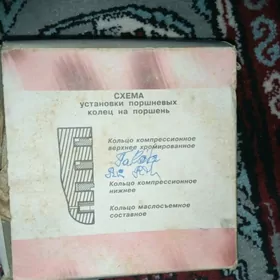 СХЕМА
установки поршневых
колец на поршень
Кольцо компрессионное
верхнее хромированное
Кольцо компрессионное
нижнее
Кольцо маслосъемное
составное